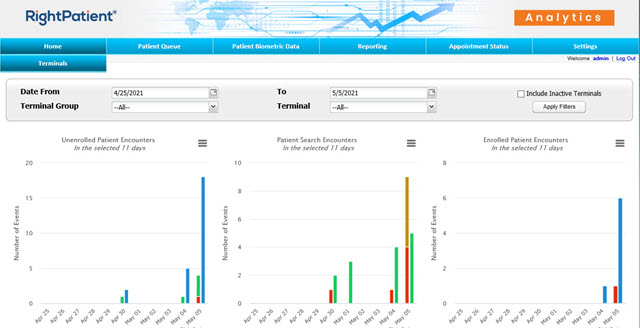 RightPatient®
Analytics
Home Patient Queue Patient Biometric Data Reporting Appointment Status Settings
Terminals
Welcome admin | Log Out
Date From 4/25/2021 To 5/5/2021 Include Inactive Terminals
Terminal Group --All-- Terminal --All-- Apply Filters
Unenrolled Patient Encounters
In the selected 11 days
Number of Events
20
15
10
5
0
Apr 25 Apr 26 Apr 27 Apr 28 Apr 29 Apr 30 May 01 May 02 May 03 May 04 May 05
Patient Search Encounters
In the selected 11 days
Number of Events
10
8
6
4
2
0
Apr 25 Apr 26 Apr 27 Apr 28 Apr 29 Apr 30 May 01 May 02 May 03 May 04 May 05
Enrolled Patient Encounters
In the selected 11 days
Number of Events
8
6
4
2
0
Apr 25 Apr 26 Apr 27 Apr 28 Apr 29 Apr 30 May 01 May 02 May 03 May 04 May 05